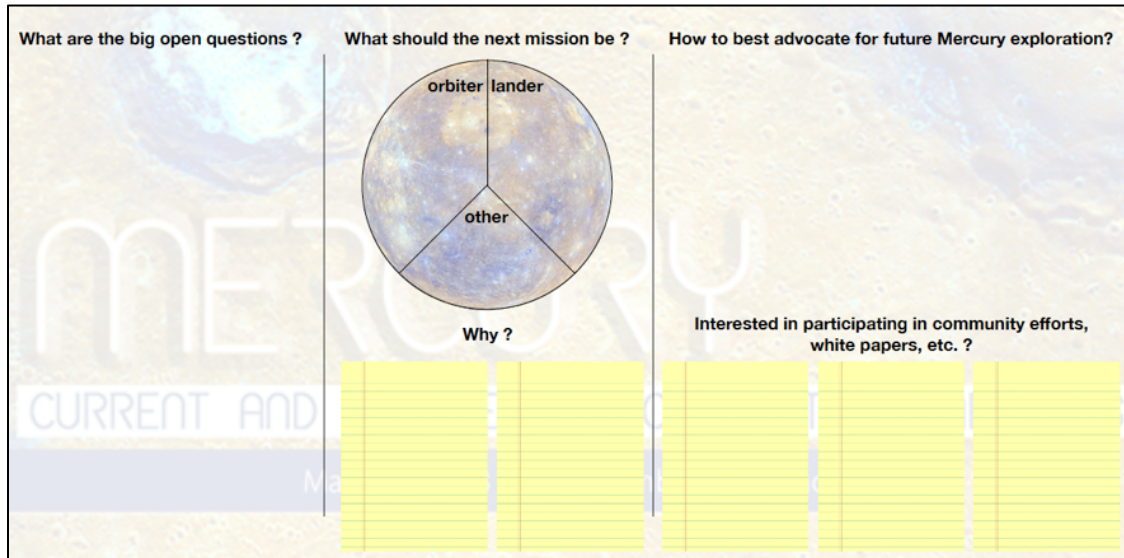 What are the big open questions ?
What should the next mission be ?
orbiter
lander
other
Why ?
How to best advocate for future Mercury exploration?
Interested in participating in community efforts,
white papers, etc. ?
MERCURY
CURRENT AND